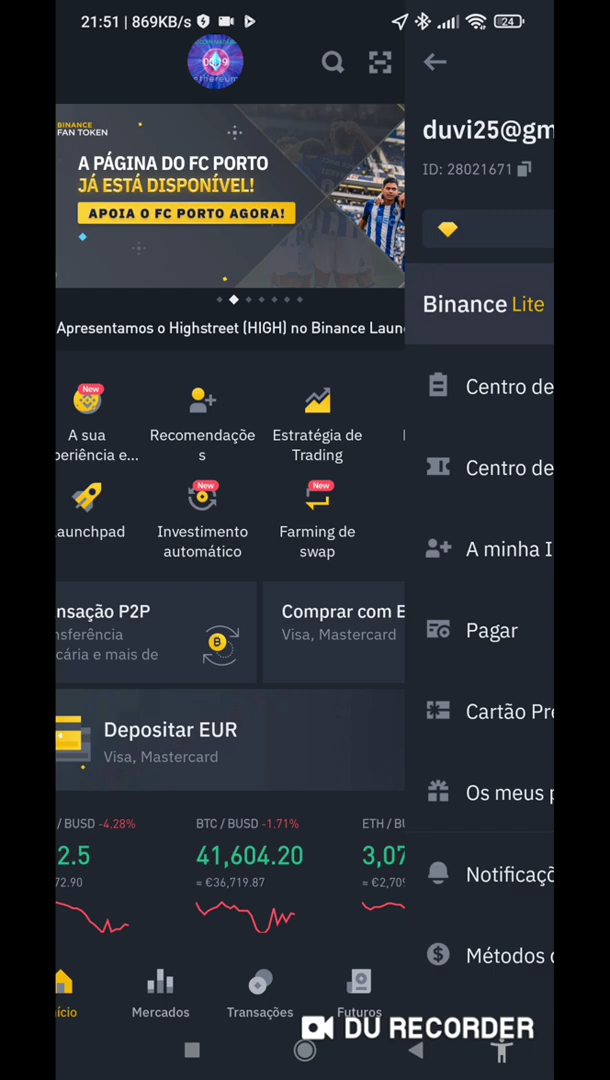 21:51 | 869KB/s
24
BINANCE
FAN TOKEN
A PÁGINA DO FC PORTO
JÁ ESTÁ DISPONÍVEL!
APOIA O FC PORTO AGORA!
Apresentamos o Highstreet (HIGH) no Binance Laun
New
A sua
periência e...
Recomendaçõe
s
Estratégia de
Trading
Launchpad
New
Investimento
automático
New
Farming de
swap
nsação P2P
nsferência
cária e mais de
Comprar com E
Visa, Mastercard
Depositar EUR
Visa, Mastercard
/ BUSD -4.28%
2.5
72.90
BTC / BUSD -1.71%
41,604.20
≈ €36,719.87
ETH / BU
3,07
≈ €2,709
nício
Mercados
Transações
Futuros
duvi25@gm
ID: 28021671
Binance Lite
Centro de
Centro de
A minha I
Pagar
Cartão Pre
Os meus p
Notificaçõ
Métodos d
DU RECORDER